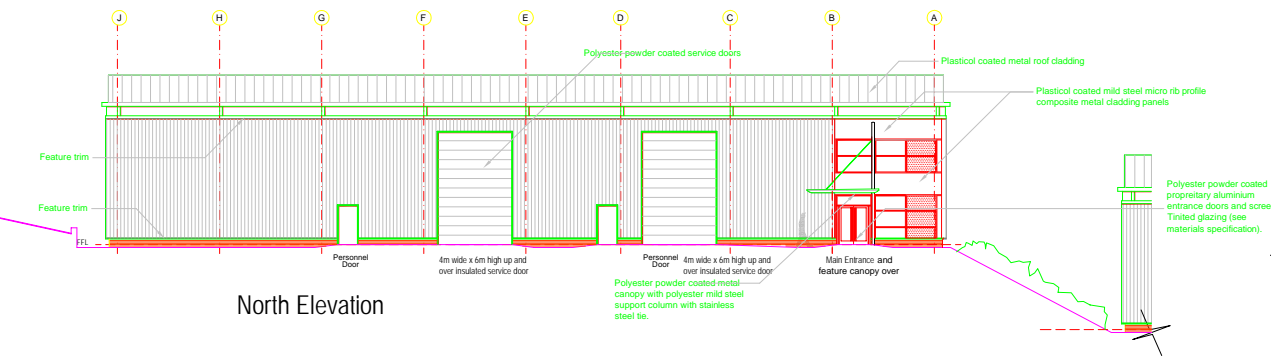 J
H
G
F
E
D
C
B
A
Polyester powder coated service doors
Plasticol coated metal roof cladding
Plasticol coated mild steel micro rib profile
composite metal cladding panels
Feature trim
Feature trim
FFL
Polyester powder coated
propreitary aluminium
entrance doors and scree
Tinited glazing (see
materials specification).
Personnel
Door
4m wide x 6m high up and
over insulated service door
Personnel
Door
4m wide x 6m high up and
over insulated service door
Main Entrance and
feature canopy over
Polyester powder coated metal
canopy with polyester mild steel
support column with stainless
steel tie.
North Elevation